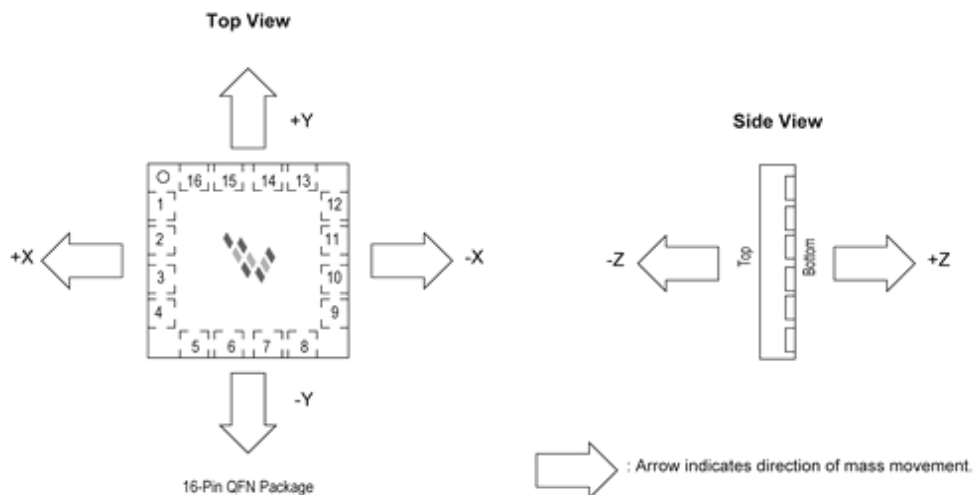 Top View
+Y
Side View
16 15 14 13
1 12
2 11
3 10
4 9
5 6 7 8
+X
-X
-Z
Top
Bottom
+Z
-Y
: Arrow indicates direction of mass movement.
16-Pin QFN Package